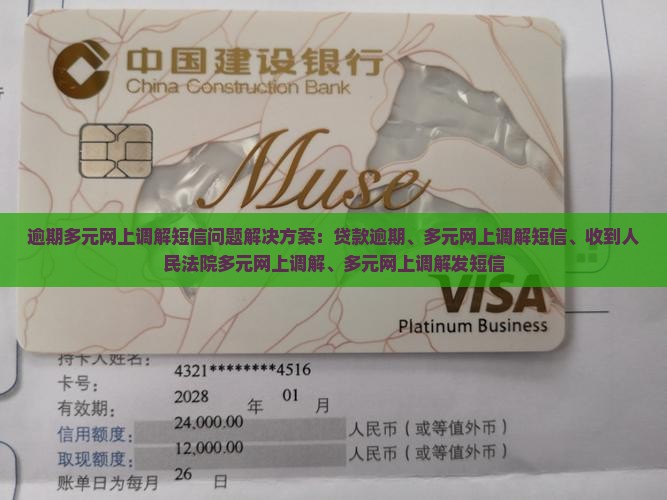 中国建设银行
China Construction Bank
Muse
逾期多元网上调解短信问题解决方案：贷款逾期、多元网上调解短信、收到人
民法院多元网上调解、多元网上调解发短信
VISA
Platinum Business
持卡人姓名：
卡号： 4321********4516
有效期： 2028 年 01 月
信用额度： 24,000.00 人民币（或等值外币）
取现额度： 12,000.00 人民币（或等值外币）
账单日为每月 26 日